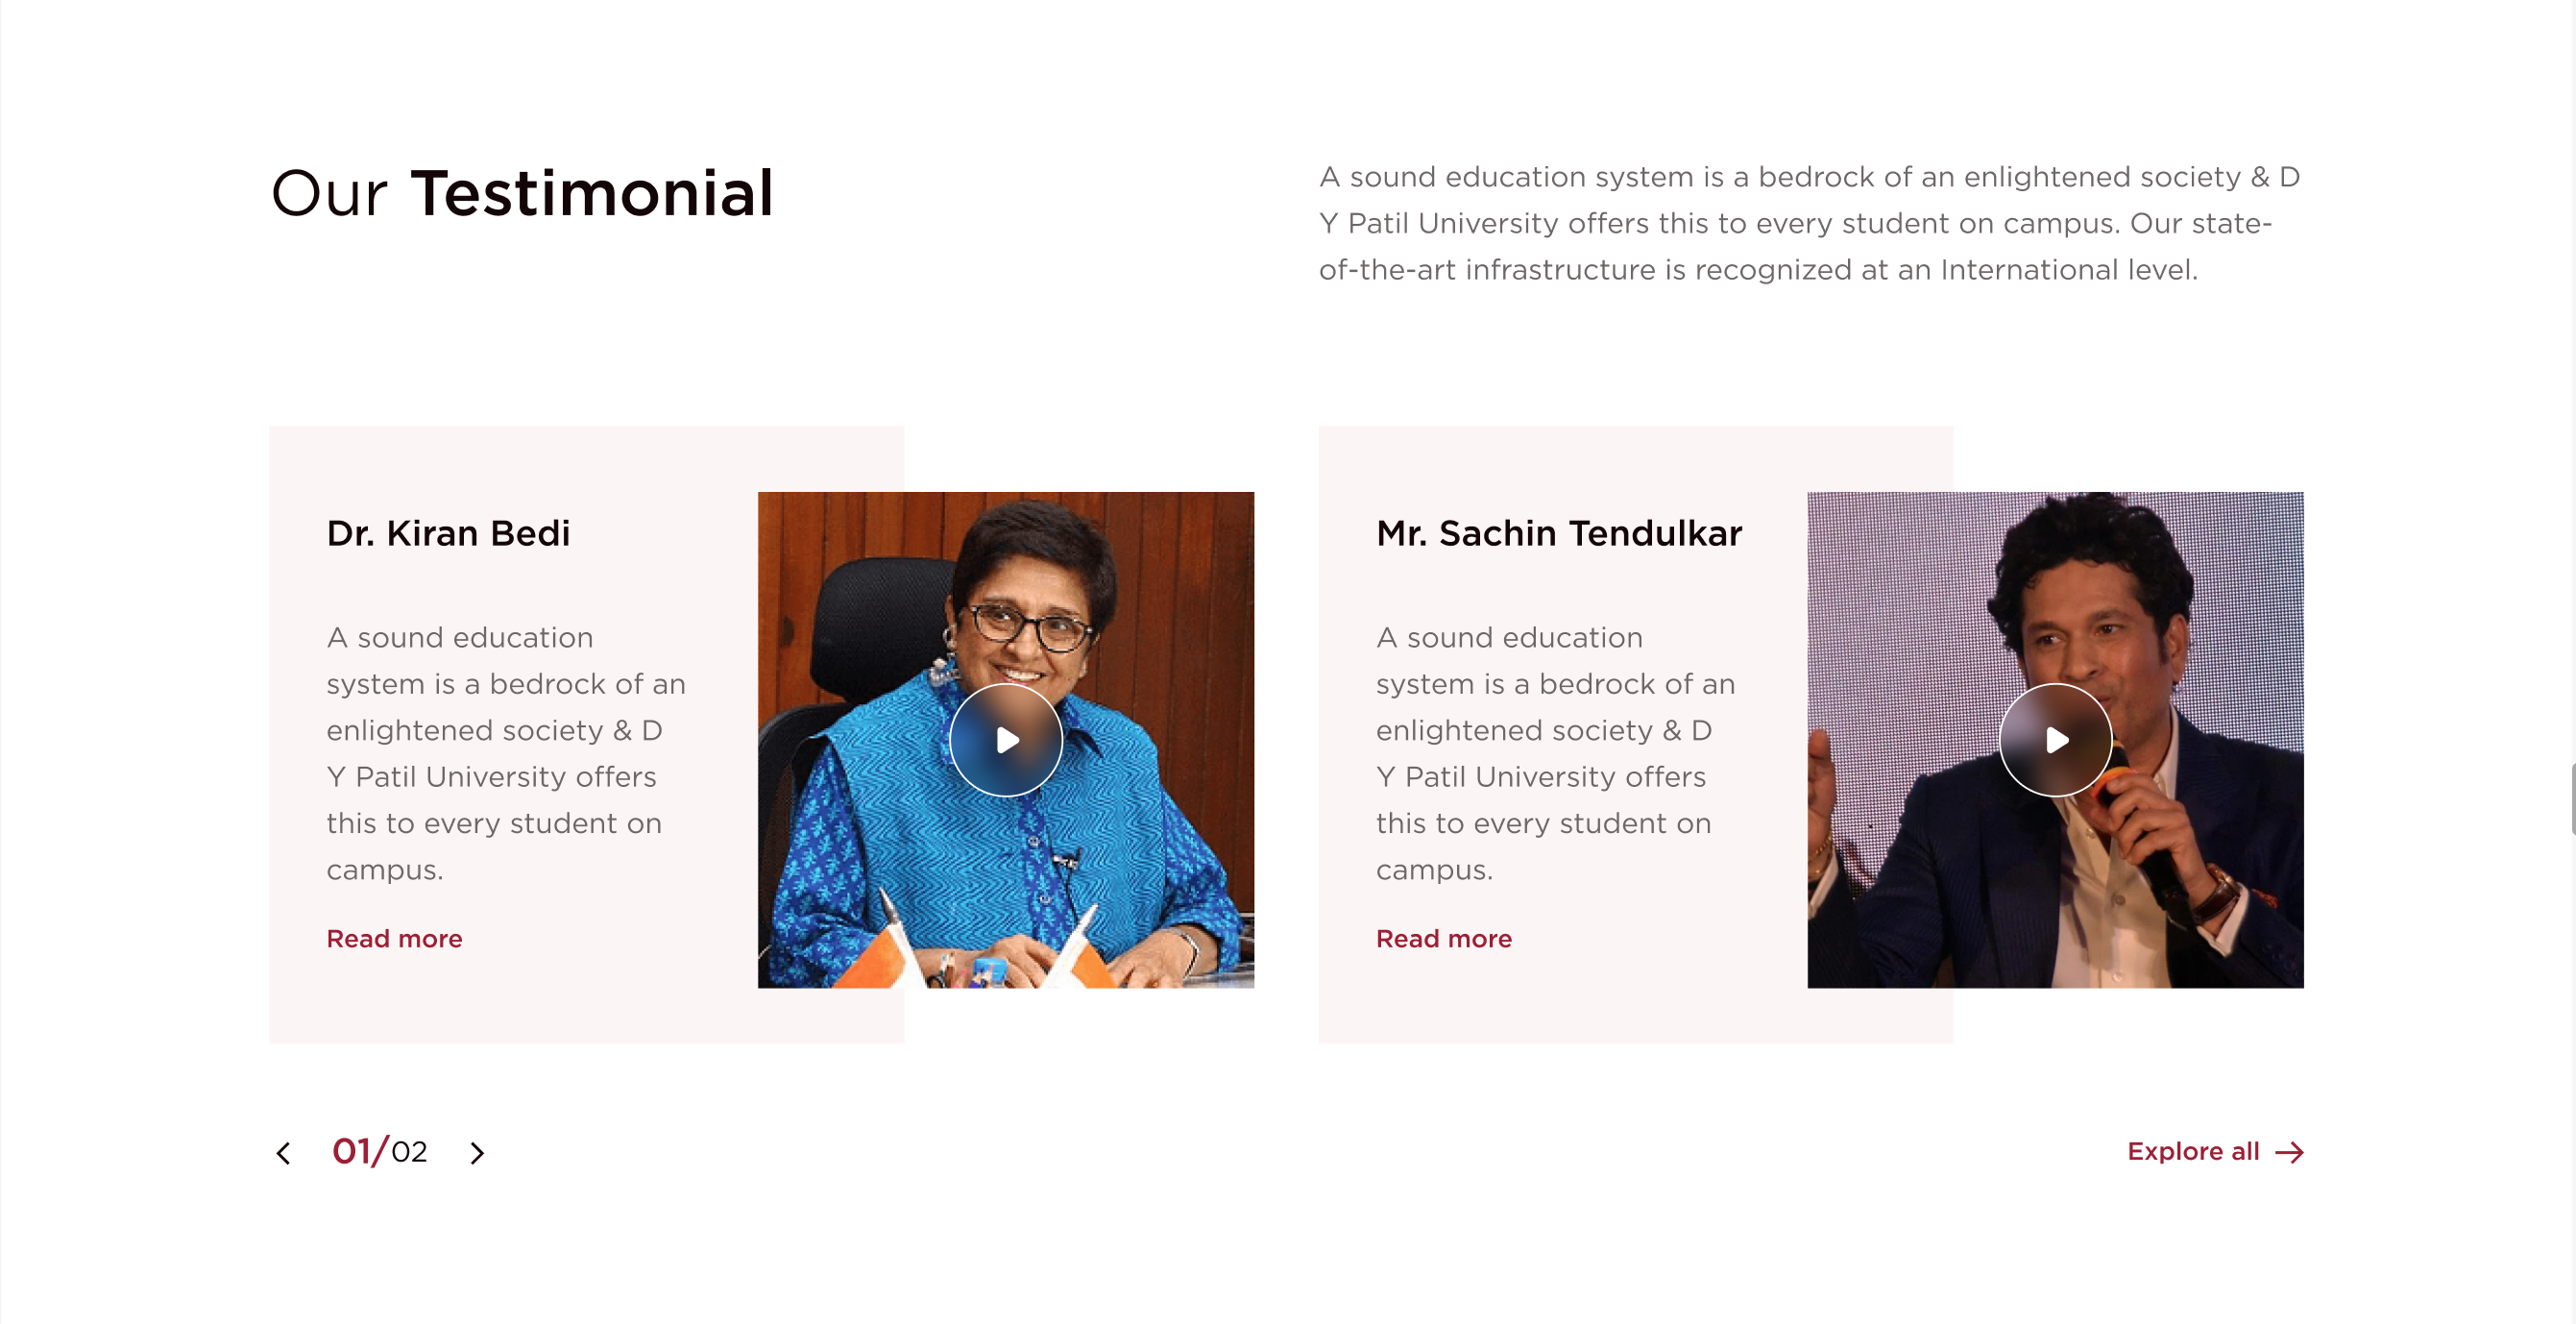 Our Testimonial
A sound education system is a bedrock of an enlightened society & D
Y Patil University offers this to every student on campus. Our state-
of-the-art infrastructure is recognized at an International level.
Dr. Kiran Bedi
A sound education
system is a bedrock of an
enlightened society & D
Y Patil University offers
this to every student on
campus.
Read more
Mr. Sachin Tendulkar
A sound education
system is a bedrock of an
enlightened society & D
Y Patil University offers
this to every student on
campus.
Read more
01/02
Explore all